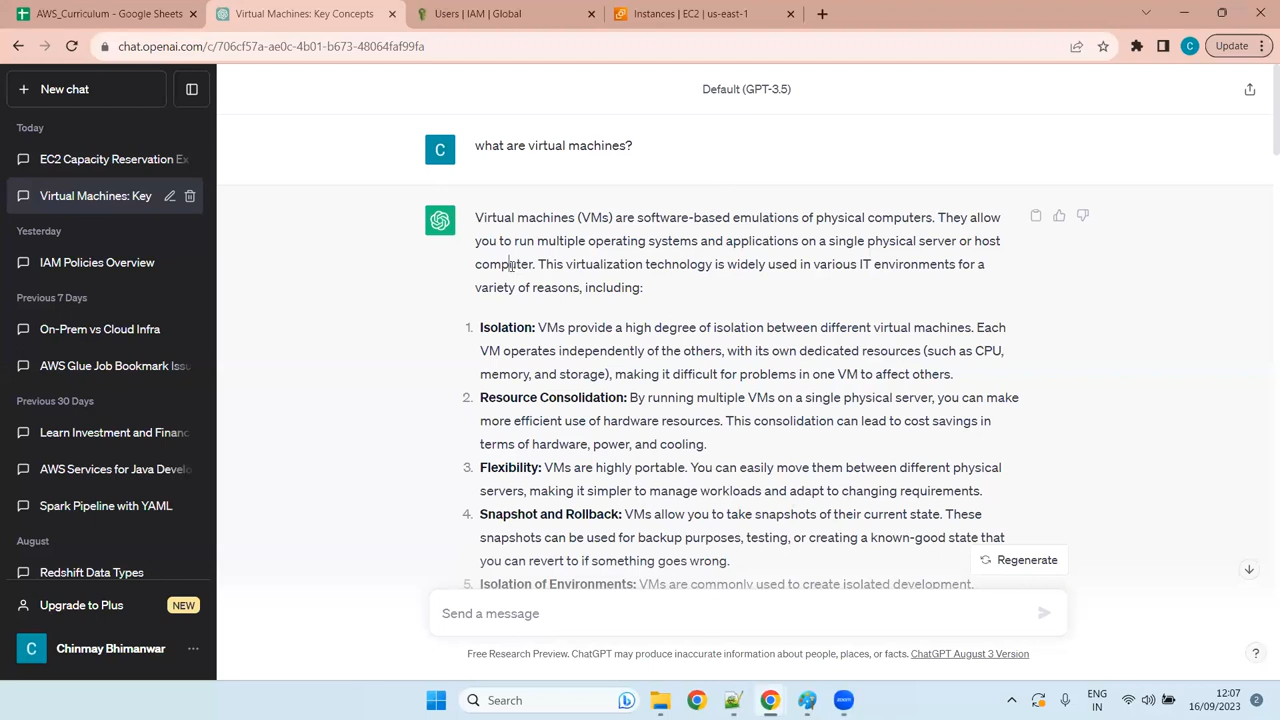 AWS_Curriculum - Google Sheets
Virtual Machines: Key Concepts
Users | IAM | Global
Instances | EC2 | us-east-1
chat.openai.com/c/706cf57a-ae0c-4b01-b673-48064faf99fa
C
Update
New chat
Default (GPT-3.5)
Today
EC2 Capacity Reservation Ex
Virtual Machines: Key
Yesterday
IAM Policies Overview
Previous 7 Days
On-Prem vs Cloud Infra
AWS Glue Job Bookmark Issu
Previous 30 Days
Learn Investment and Financ
AWS Services for Java Develo
Spark Pipeline with YAML
August
Redshift Data Types
Upgrade to Plus NEW
C Chinmay Bhimanwar
C what are virtual machines?
Virtual machines (VMs) are software-based emulations of physical computers. They allow
you to run multiple operating systems and applications on a single physical server or host
computer. This virtualization technology is widely used in various IT environments for a
variety of reasons, including:
1. Isolation: VMs provide a high degree of isolation between different virtual machines. Each
VM operates independently of the others, with its own dedicated resources (such as CPU,
memory, and storage), making it difficult for problems in one VM to affect others.
2. Resource Consolidation: By running multiple VMs on a single physical server, you can make
more efficient use of hardware resources. This consolidation can lead to cost savings in
terms of hardware, power, and cooling.
3. Flexibility: VMs are highly portable. You can easily move them between different physical
servers, making it simpler to manage workloads and adapt to changing requirements.
4. Snapshot and Rollback: VMs allow you to take snapshots of their current state. These
snapshots can be used for backup purposes, testing, or creating a known-good state that
you can revert to if something goes wrong.
5. Isolation of Environments: VMs are commonly used to create isolated development,
Regenerate
Send a message
Free Research Preview. ChatGPT may produce inaccurate information about people, places, or facts. ChatGPT August 3 Version
?
Search
zoom
ENG
IN
12:07
16/09/2023
2